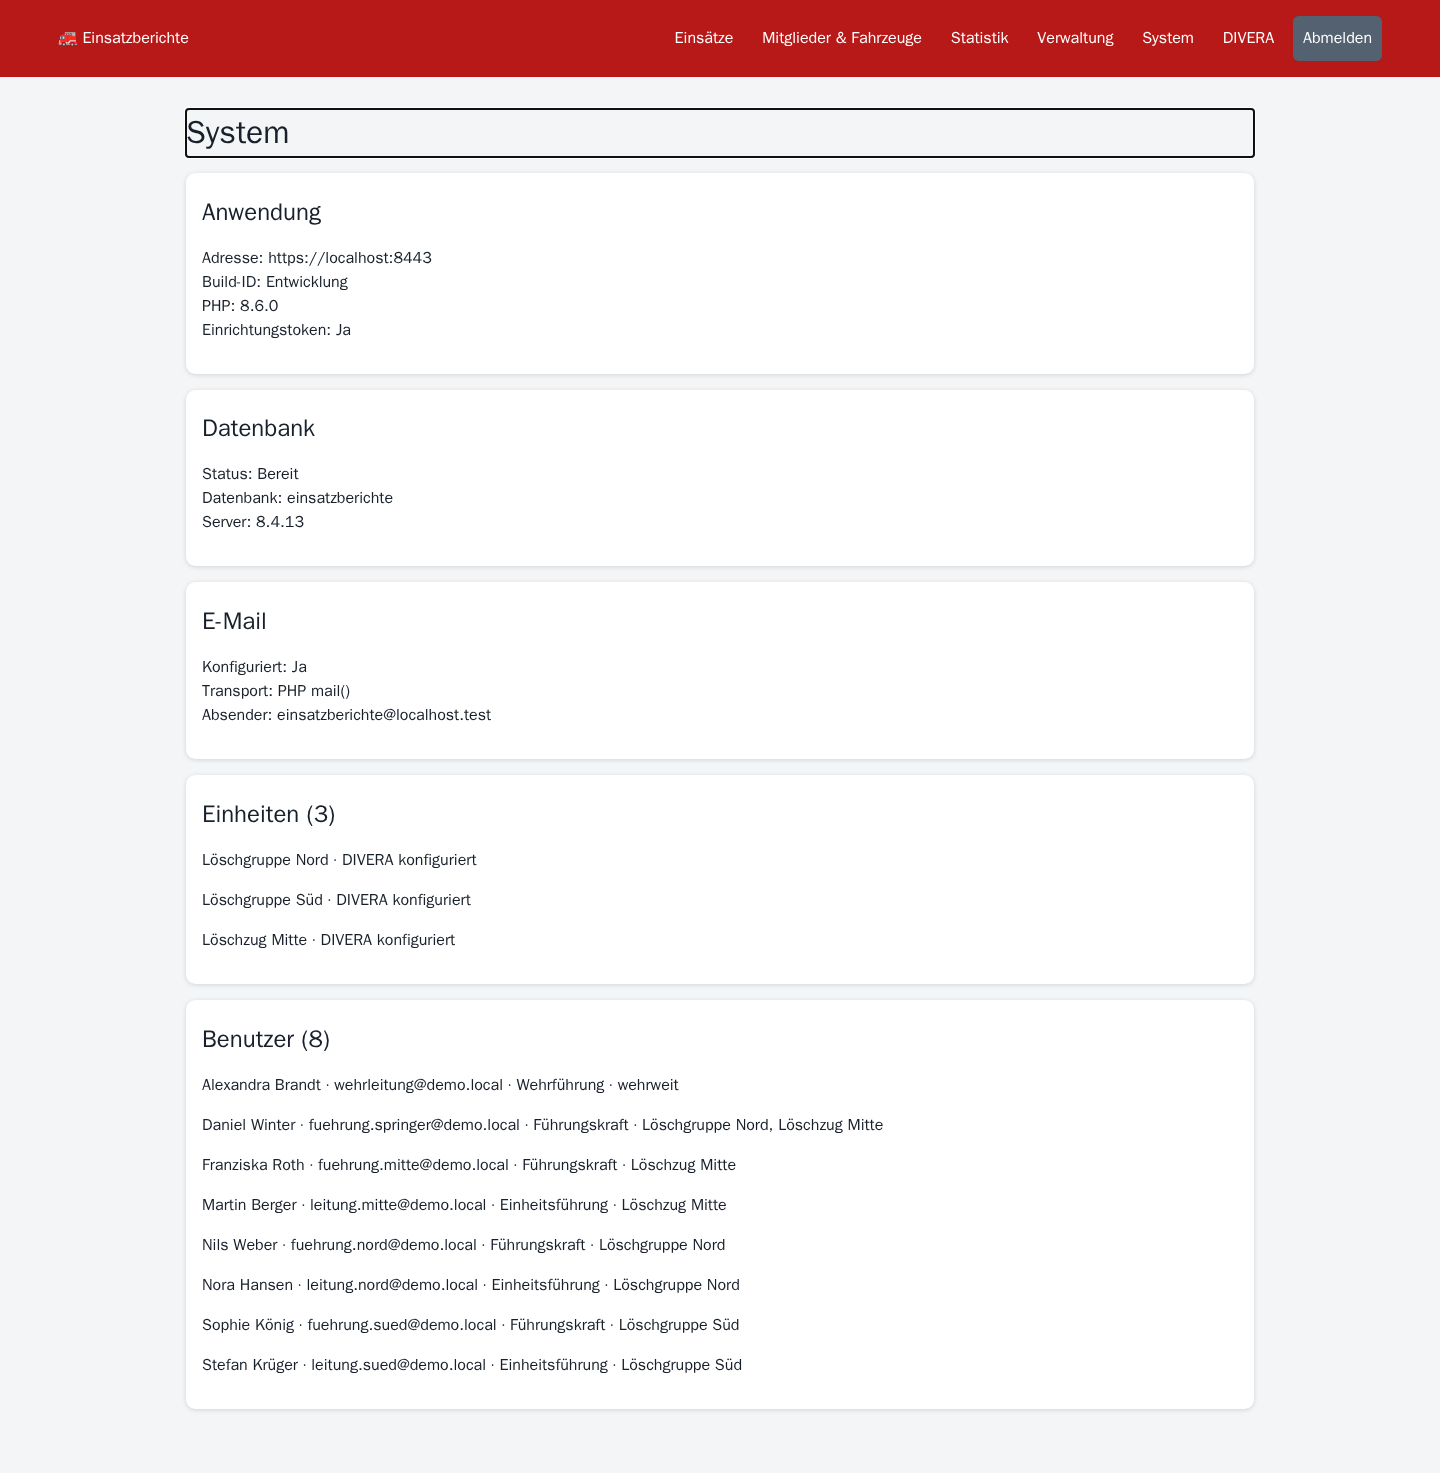 🚒 Einsatzberichte
Einsätze Mitglieder & Fahrzeuge Statistik Verwaltung System DIVERA Abmelden
System
Anwendung
Adresse: https://localhost:8443
Build-ID: Entwicklung
PHP: 8.6.0
Einrichtungstoken: Ja
Datenbank
Status: Bereit
Datenbank: einsatzberichte
Server: 8.4.13
E-Mail
Konfiguriert: Ja
Transport: PHP mail()
Absender: einsatzberichte@localhost.test
Einheiten (3)
Löschgruppe Nord · DIVERA konfiguriert
Löschgruppe Süd · DIVERA konfiguriert
Löschzug Mitte · DIVERA konfiguriert
Benutzer (8)
Alexandra Brandt · wehrleitung@demo.local · Wehrführung · wehrweit
Daniel Winter · fuehrung.springer@demo.local · Führungskraft · Löschgruppe Nord, Löschzug Mitte
Franziska Roth · fuehrung.mitte@demo.local · Führungskraft · Löschzug Mitte
Martin Berger · leitung.mitte@demo.local · Einheitsführung · Löschzug Mitte
Nils Weber · fuehrung.nord@demo.local · Führungskraft · Löschgruppe Nord
Nora Hansen · leitung.nord@demo.local · Einheitsführung · Löschgruppe Nord
Sophie König · fuehrung.sued@demo.local · Führungskraft · Löschgruppe Süd
Stefan Krüger · leitung.sued@demo.local · Einheitsführung · Löschgruppe Süd